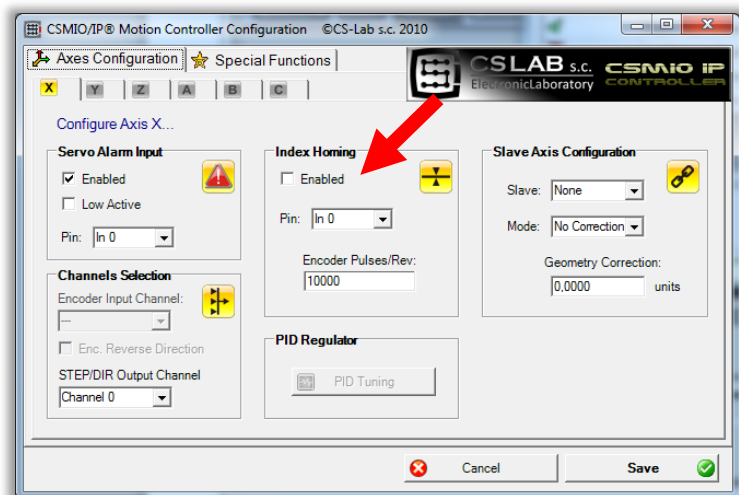 CSMIO/IP® Motion Controller Configuration ©CS-Lab s.c. 2010
Axes Configuration Special Functions
CSLAB s.c.
ElectronicLaboratory
CSMIO IP
CONTROLLER
X Y Z A B C
Configure Axis X...
Servo Alarm Input
Enabled
Low Active
Pin: In 0
Channels Selection
Encoder Input Channel:
---
Enc. Reverse Direction
STEP/DIR Output Channel
Channel 0
Index Homing
Enabled
Pin: In 0
Encoder Pulses/Rev:
10000
PID Regulator
PID Tuning
Slave Axis Configuration
Slave: None
Mode: No Correction
Geometry Correction:
0,0000 units
Cancel Save